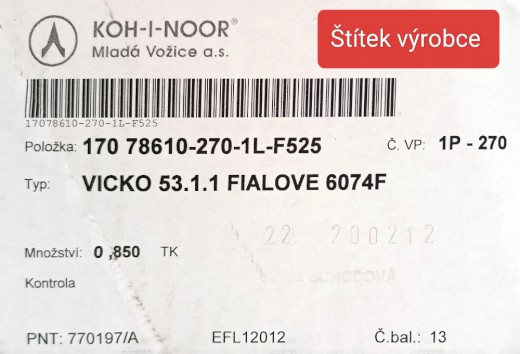 KOH-I-NOOR®
Mladá Vožice a.s.
Štítek výrobce
17078610-270-1L-F525
Položka: 170 78610-270-1L-F525 Č. VP: 1P - 270
Typ: VICKO 53.1.1 FIALOVE 6074F
22 200212
Množství: 0 ,850 TK
Kontrola
PNT: 770197/A EFL12012 Č.bal.: 13